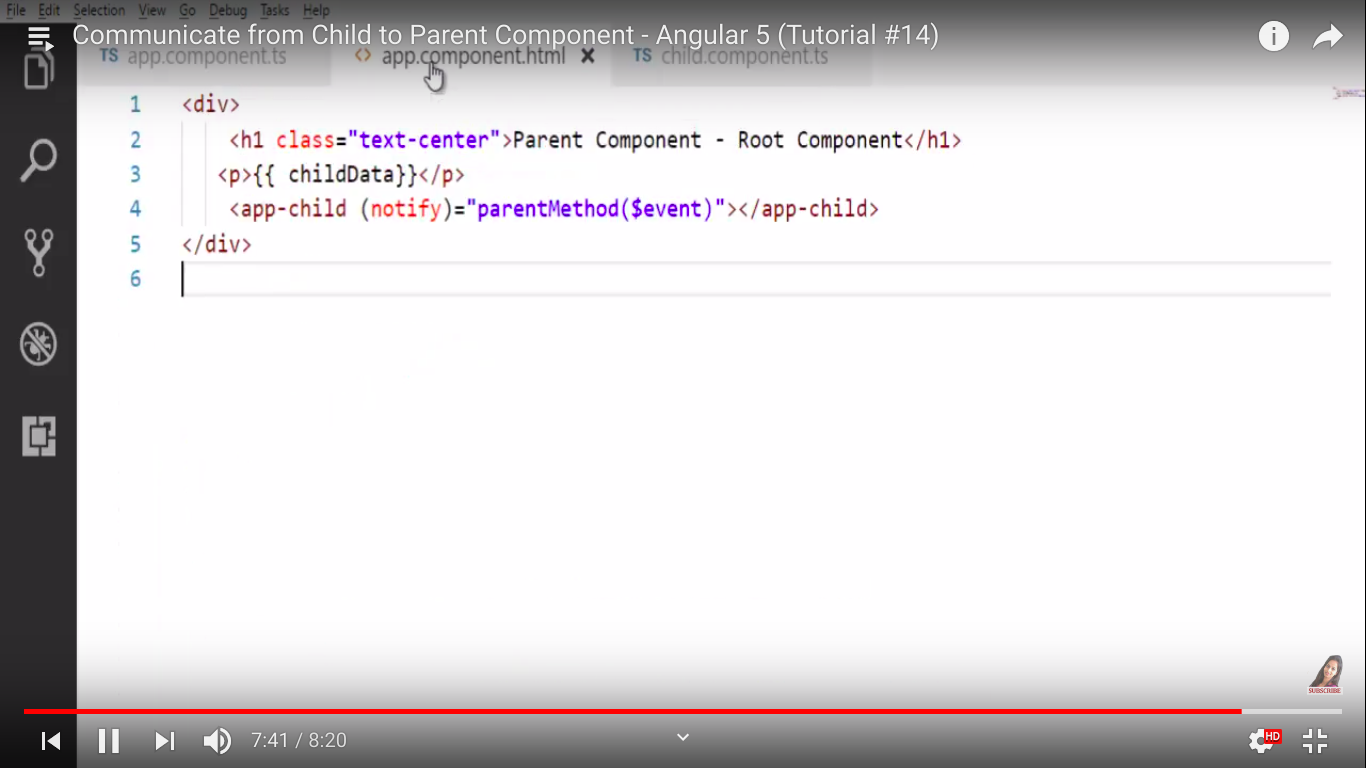 File Edit Selection View Go Debug Tasks Help
Communicate from Child to Parent Component - Angular 5 (Tutorial #14)
TS app.component.ts <> app.component.html × TS child.component.ts
1 <div>
2 <h1 class="text-center">Parent Component - Root Component</h1>
3 <p>{{ childData}}</p>
4 <app-child (notify)="parentMethod($event)"></app-child>
5 </div>
6
SUBSCRIBE
7:41 / 8:20
HD